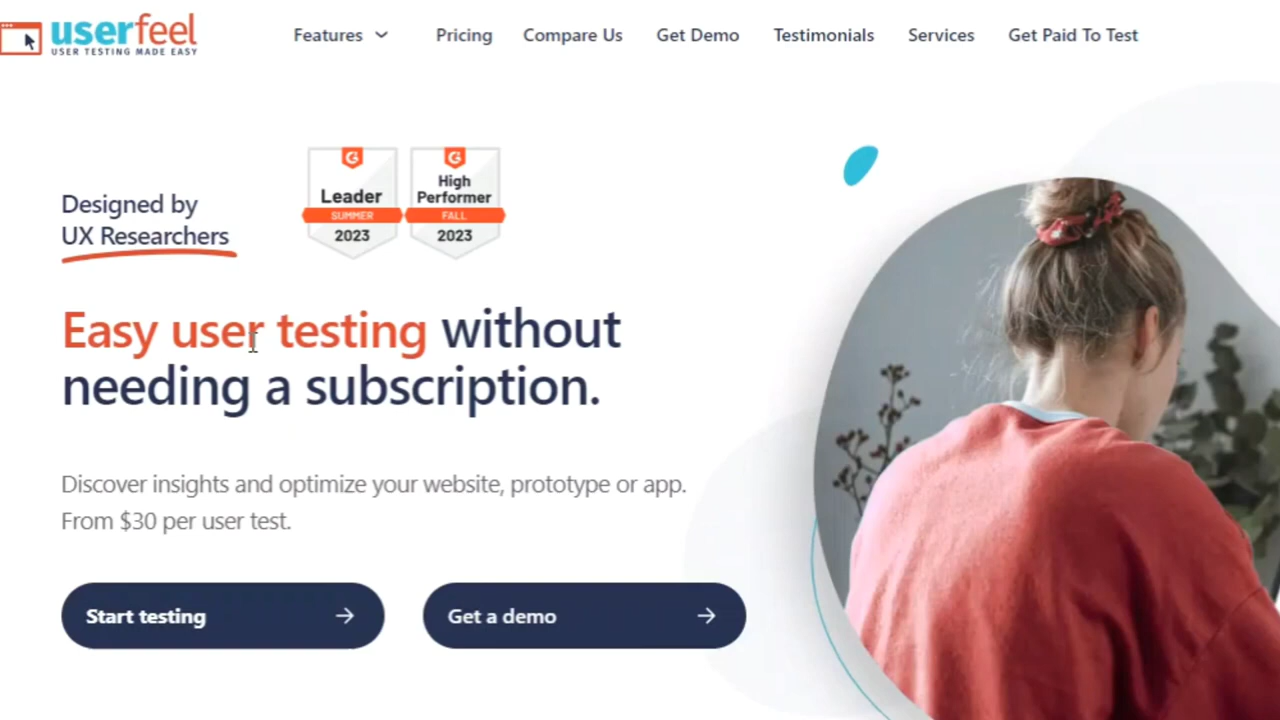 userfeel
USER TESTING MADE EASY
Features
Pricing
Compare Us
Get Demo
Testimonials
Services
Get Paid To Test
Designed by
UX Researchers
Leader
SUMMER
2023
High
Performer
FALL
2023
Easy user testing without
needing a subscription.
Discover insights and optimize your website, prototype or app.
From $30 per user test.
Start testing
Get a demo